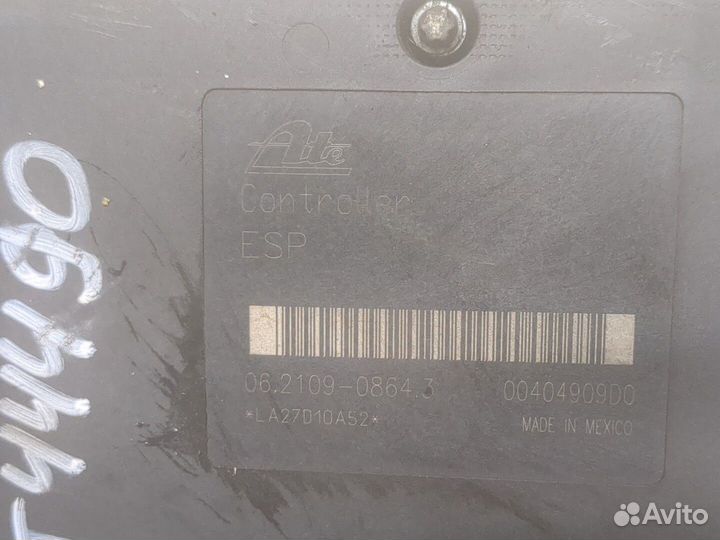 Ate
Controller
ESP
06.2109-0864.3 00404909D0
*LA27D10A52* MADE IN MEXICO
Avito